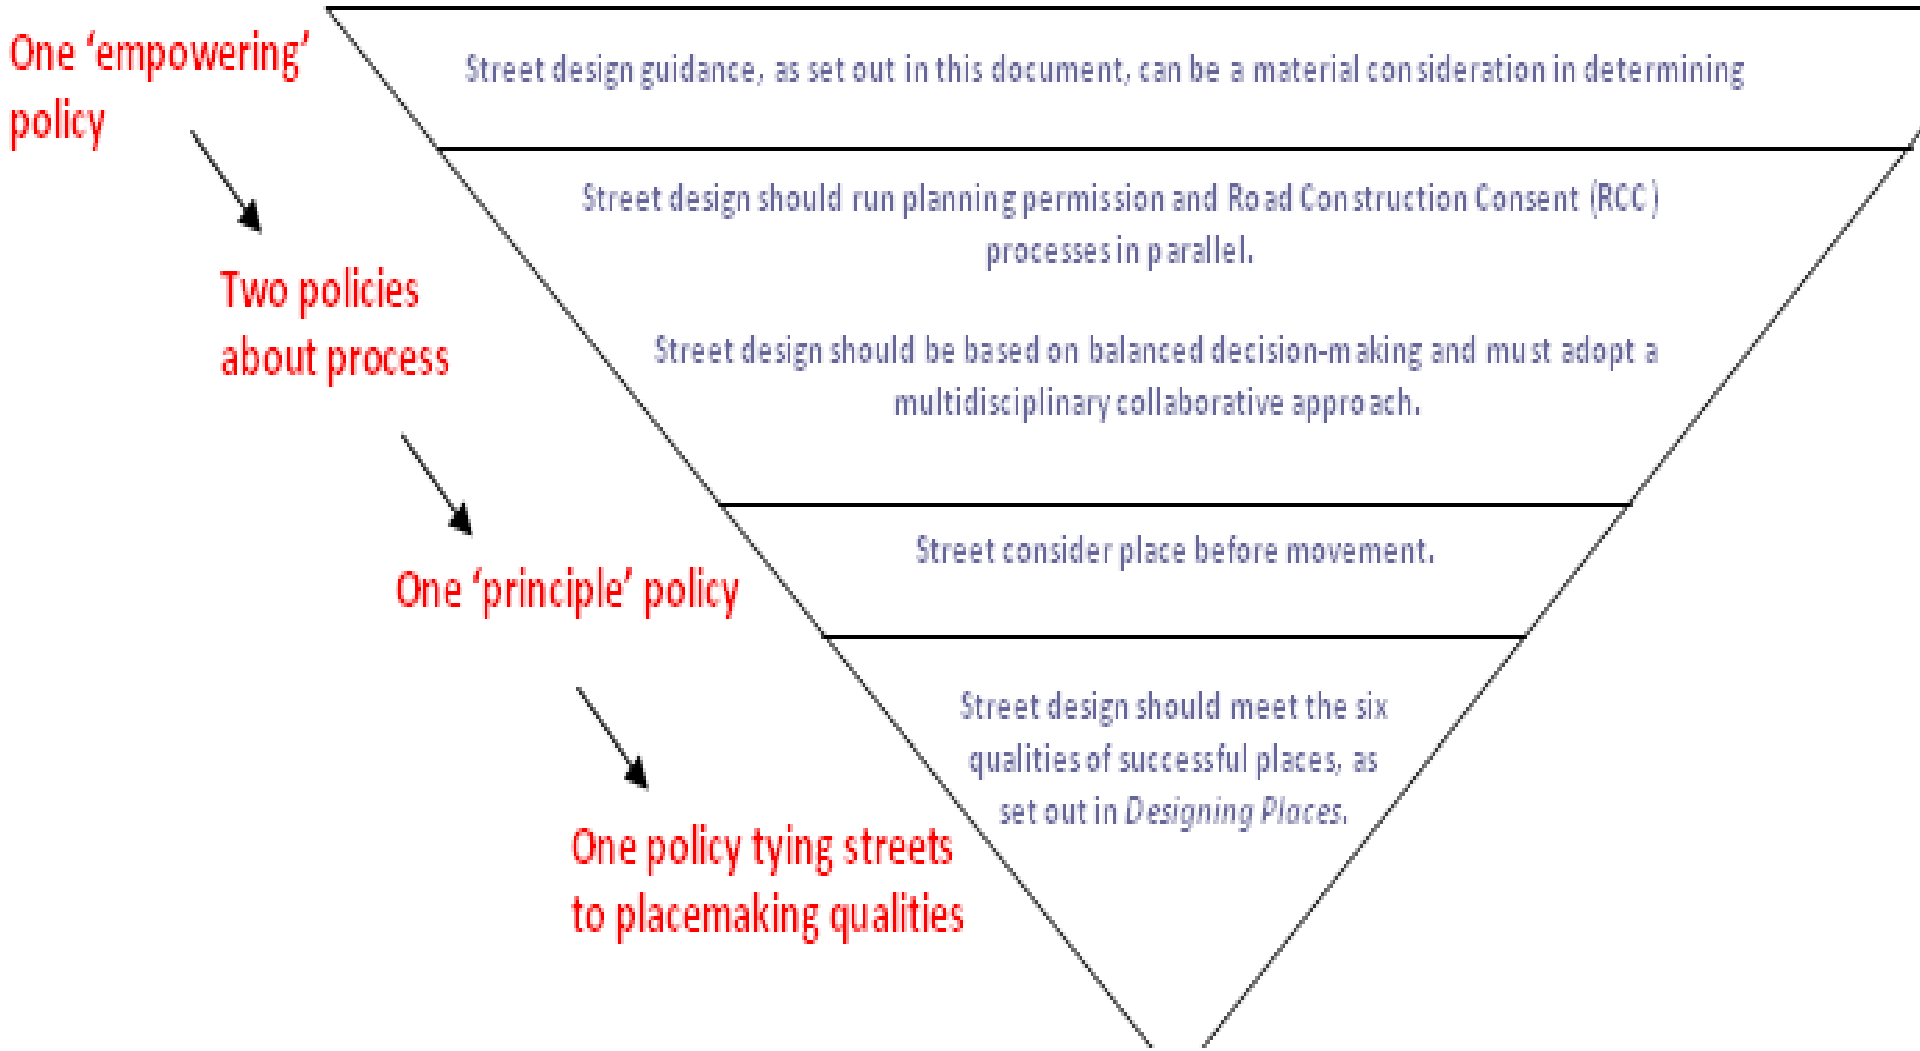 One ‘empowering’
policy
Street design guidance, as set out in this document, can be a material consideration in determining
Two policies
about process
Street design should run planning permission and Road Construction Consent (RCC)
processes in parallel.
Street design should be based on balanced decision-making and must adopt a
multidisciplinary collaborative approach.
One ‘principle’ policy
Street consider place before movement.
One policy tying streets
to placemaking qualities
Street design should meet the six
qualities of successful places, as
set out in Designing Places.